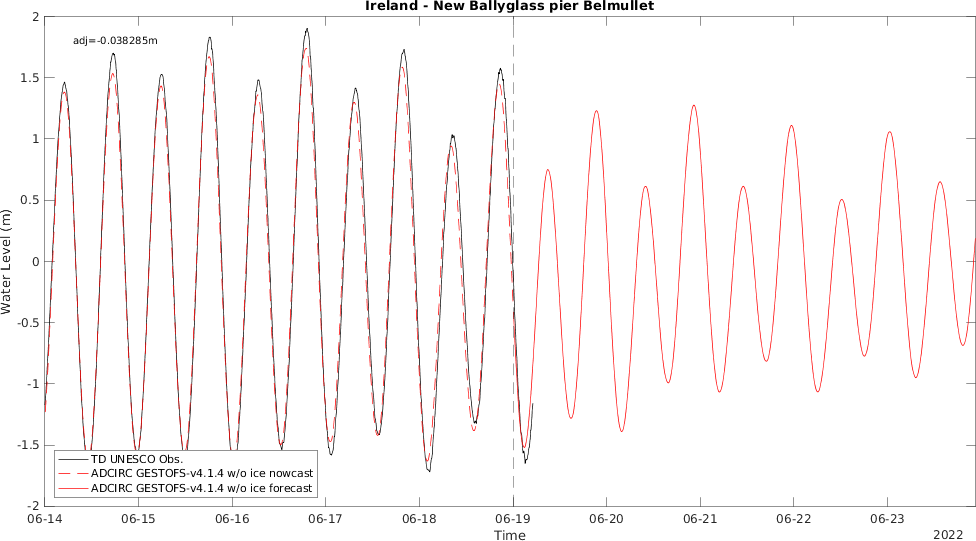 Ireland - New Ballyglass pier Belmullet
adj=-0.038285m
Water Level (m)
2
1.5
1
0.5
0
-0.5
-1
-1.5
-2
TD UNESCO Obs.
ADCIRC GESTOFS-v4.1.4 w/o ice nowcast
ADCIRC GESTOFS-v4.1.4 w/o ice forecast
06-14 06-15 06-16 06-17 06-18 06-19 06-20 06-21 06-22 06-23
Time
2022